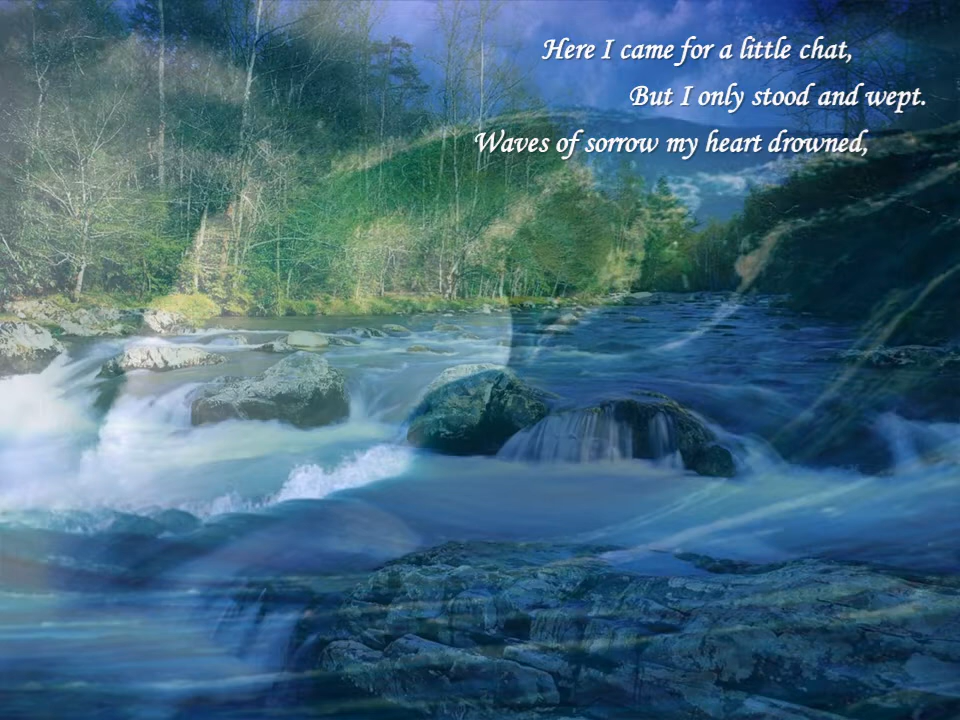 Here I came for a little chat,
But I only stood and wept.
Waves of sorrow my heart drowned,